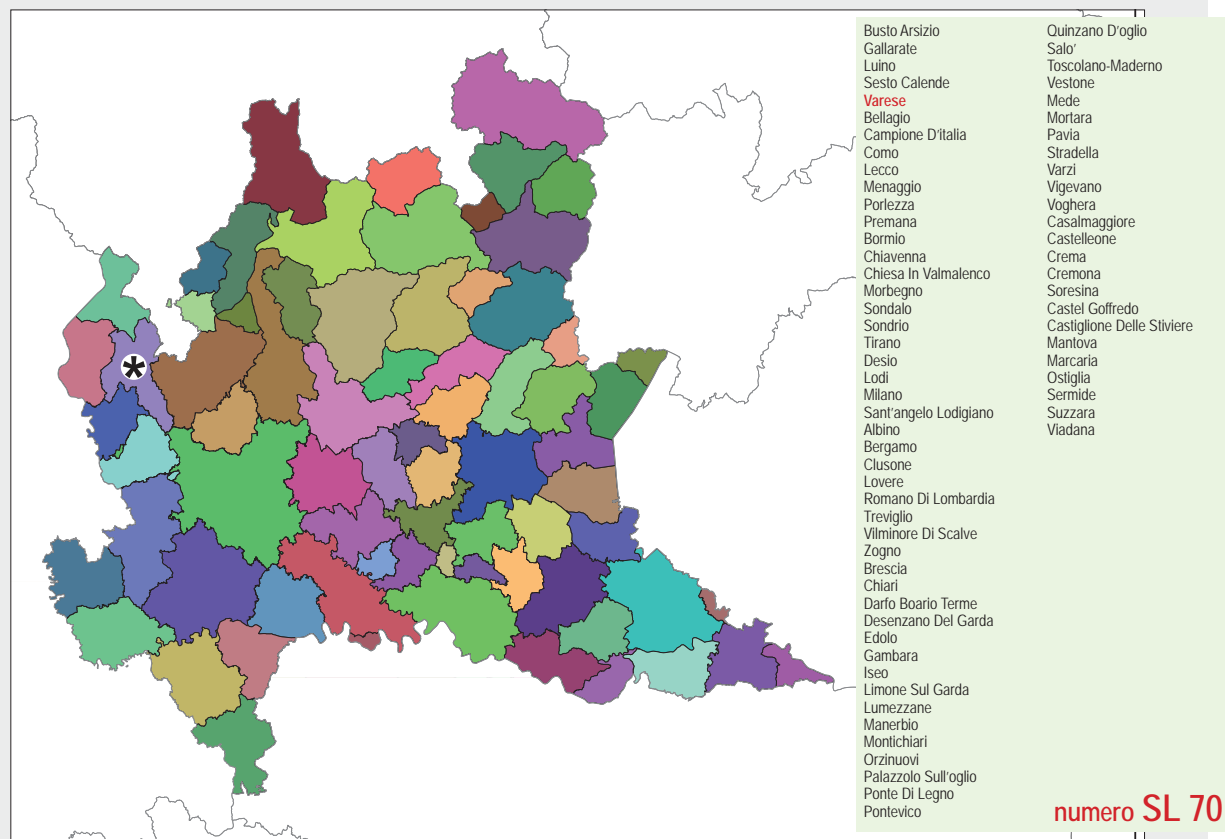 Busto Arsizio
Gallarate
Luino
Sesto Calende
Varese
Bellagio
Campione D'italia
Como
Lecco
Menaggio
Porlezza
Premana
Bormio
Chiavenna
Chiesa In Valmalenco
Morbegno
Sondalo
Sondrio
Tirano
Desio
Lodi
Milano
Sant'angelo Lodigiano
Albino
Bergamo
Clusone
Lovere
Romano Di Lombardia
Treviglio
Vilminore Di Scalve
Zogno
Brescia
Chiari
Darfo Boario Terme
Desenzano Del Garda
Edolo
Gambara
Iseo
Limone Sul Garda
Lumezzane
Manerbio
Montichiari
Orzinuovi
Palazzolo Sull'oglio
Ponte Di Legno
Pontevico
Quinzano D'oglio
Salo'
Toscolano-Maderno
Vestone
Mede
Mortara
Pavia
Stradella
Varzi
Vigevano
Voghera
Casalmaggiore
Castelleone
Crema
Cremona
Soresina
Castel Goffredo
Castiglione Delle Stiviere
Mantova
Marcaria
Ostiglia
Sermide
Suzzara
Viadana
numero SL 70